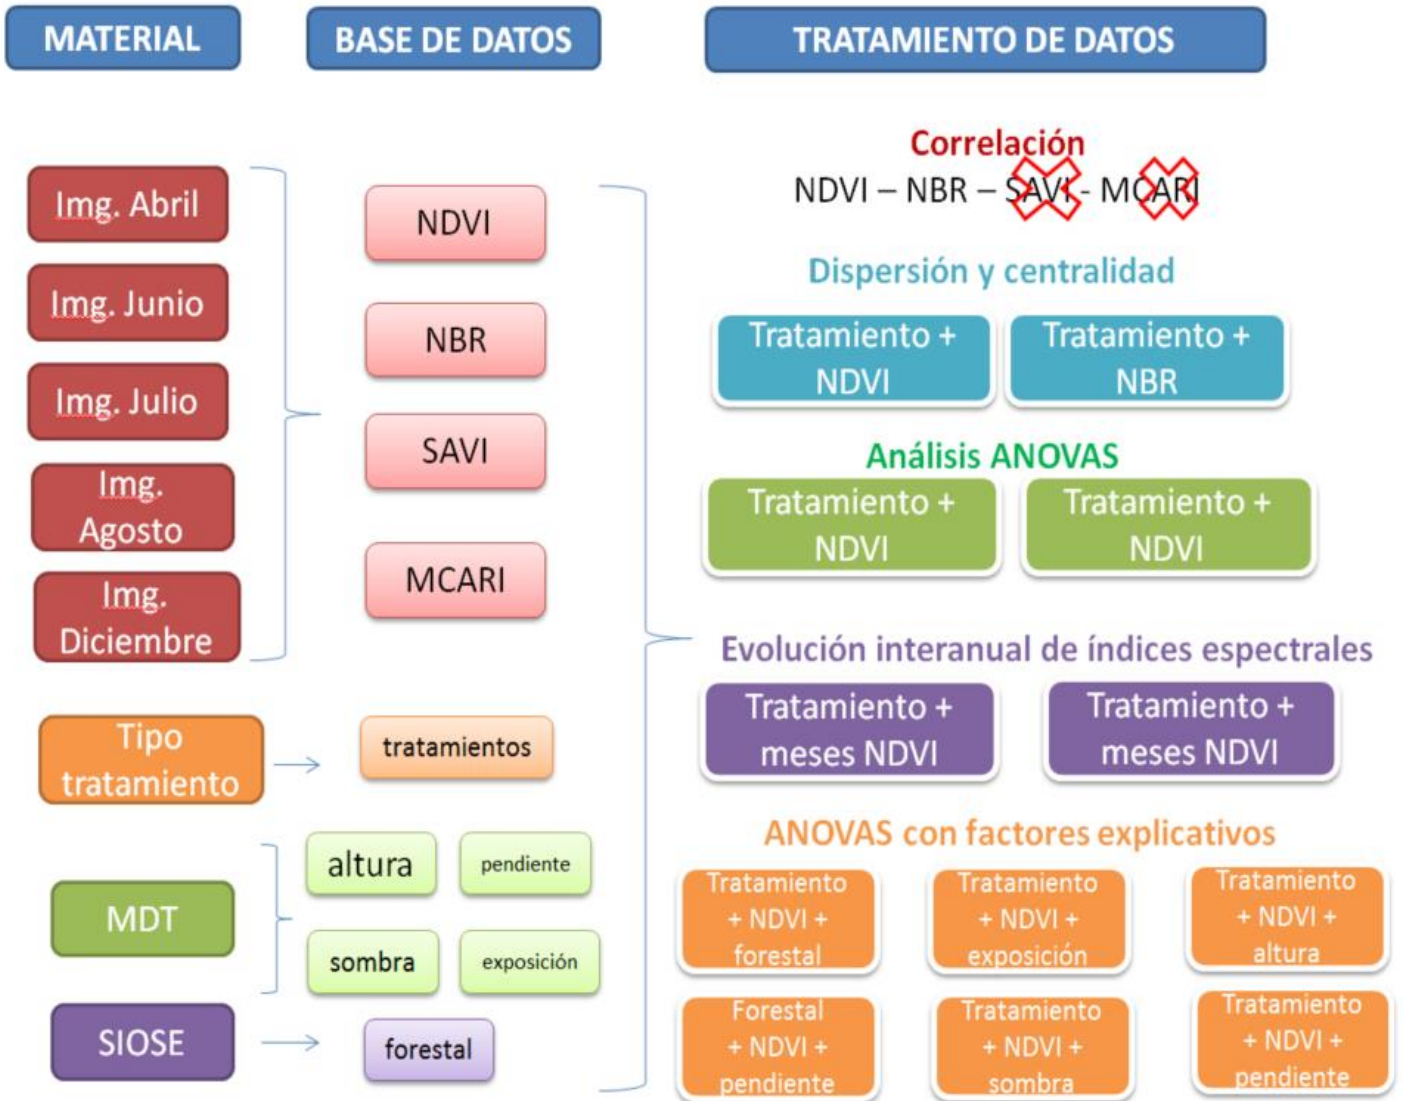 MATERIAL
BASE DE DATOS
TRATAMIENTO DE DATOS
Img. Abril
Img. Junio
Img. Julio
Img.
Agosto
Img.
Diciembre
Tipo
tratamiento
MDT
SIOSE
NDVI
NBR
SAVI
MCARI
tratamientos
altura
pendiente
sombra
exposición
forestal
Correlación
NDVI – NBR – SAVI - MCARI
Dispersión y centralidad
Tratamiento +
NDVI
Tratamiento +
NBR
Análisis ANOVAS
Tratamiento +
NDVI
Tratamiento +
NDVI
Evolución interanual de índices espectrales
Tratamiento +
meses NDVI
Tratamiento +
meses NDVI
ANOVAS con factores explicativos
Tratamiento
+ NDVI +
forestal
Tratamiento
+ NDVI +
exposición
Tratamiento
+ NDVI +
altura
Forestal
+ NDVI +
pendiente
Tratamiento
+ NDVI +
sombra
Tratamiento
+ NDVI +
pendiente